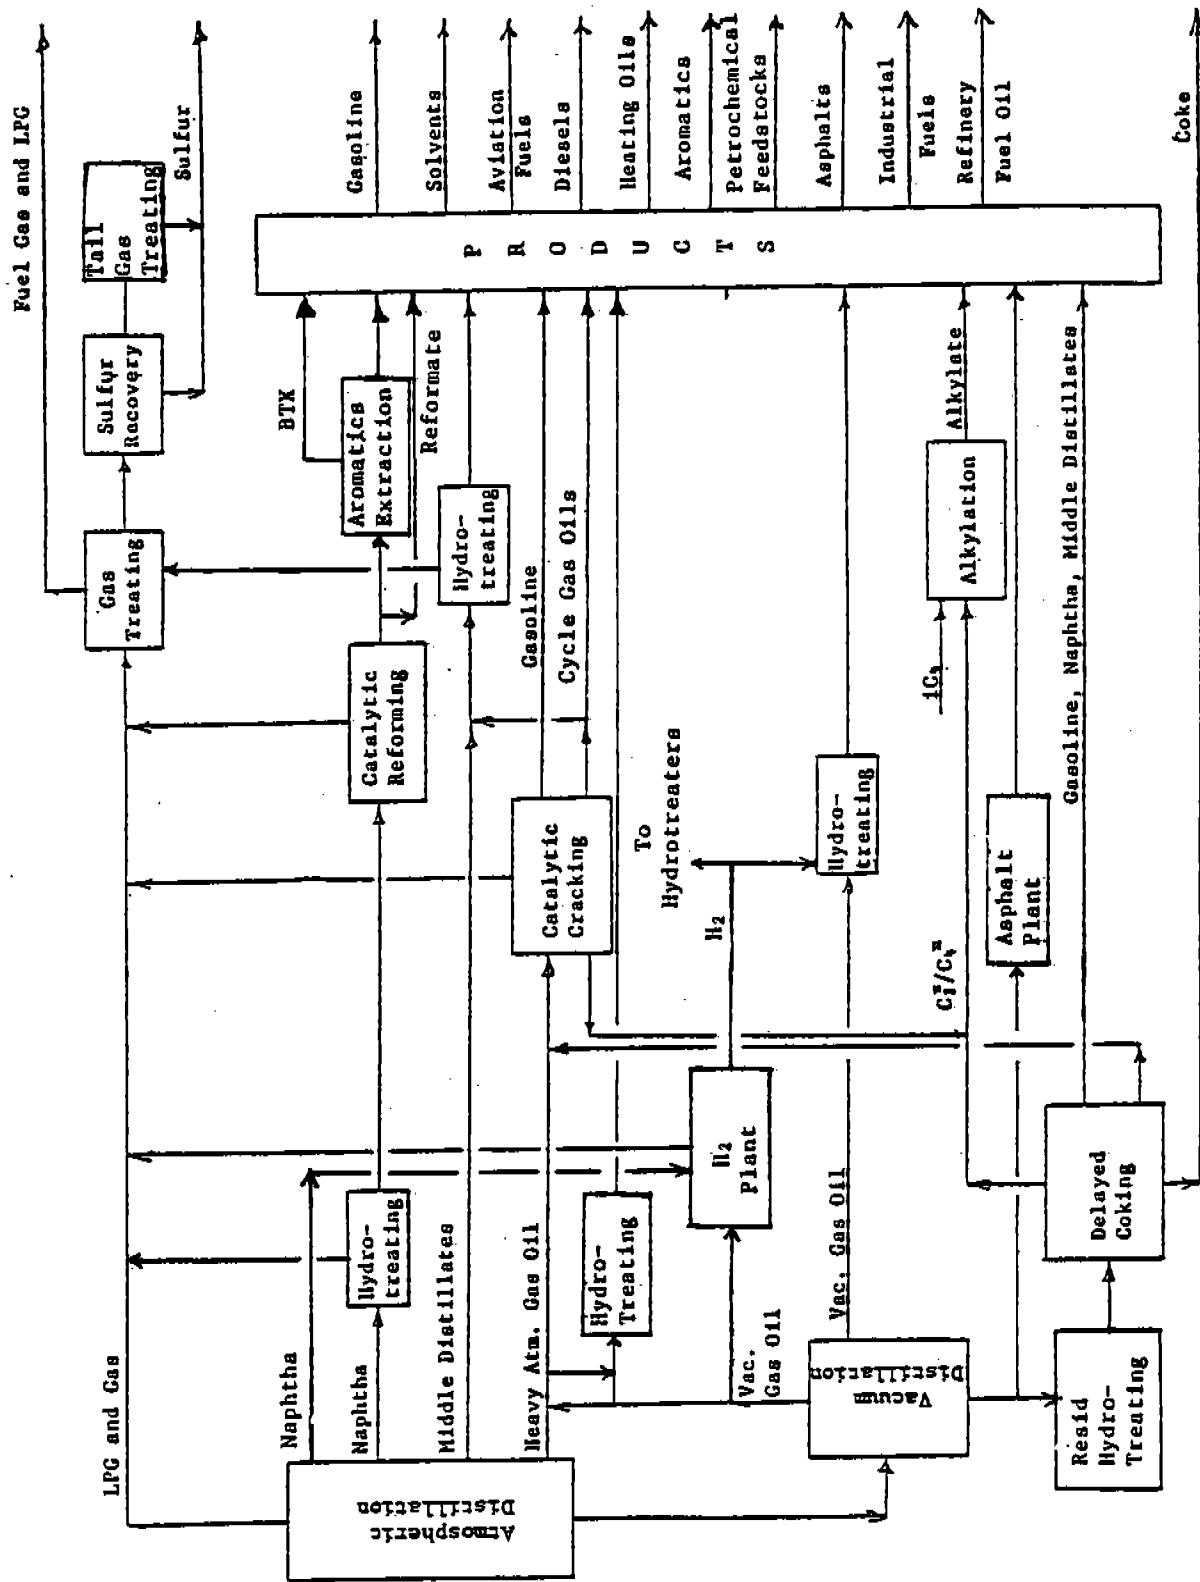 LPG and Gas
Fuel Gas and LPG
Gas
Treating
Sulfur
Recovery
Tail
Gas
Treating
Sulfur
Atmospheric
Distillation
Naphtha
Naphtha
Hydro-
treating
Catalytic
Reforming
Aromatics
Extraction
BTX
Reformate
Middle Distillates
Hydro-
treating
Heavy Atm. Gas Oil
Hydro-
Treating
Catalytic
Cracking
Gasoline
Cycle Gas Oils
H2
Plant
H2
To
Hydrotreaters
Vac.
Gas Oil
Vacuum
Distillation
Vac. Gas Oil
Hydro-
treating
iC4
Alkylation
Alkylate
Asphalt
Plant
Resid
Hydro-
Treating
Delayed
Coking
Gasoline, Naphtha, Middle Distillates
PRODUCTS
Gasoline
Solvents
Aviation
Fuels
Diesels
Heating Oils
Aromatics
Petrochemical
Feedstocks
Asphalts
Industrial
Fuels
Refinery
Fuel Oil
Coke